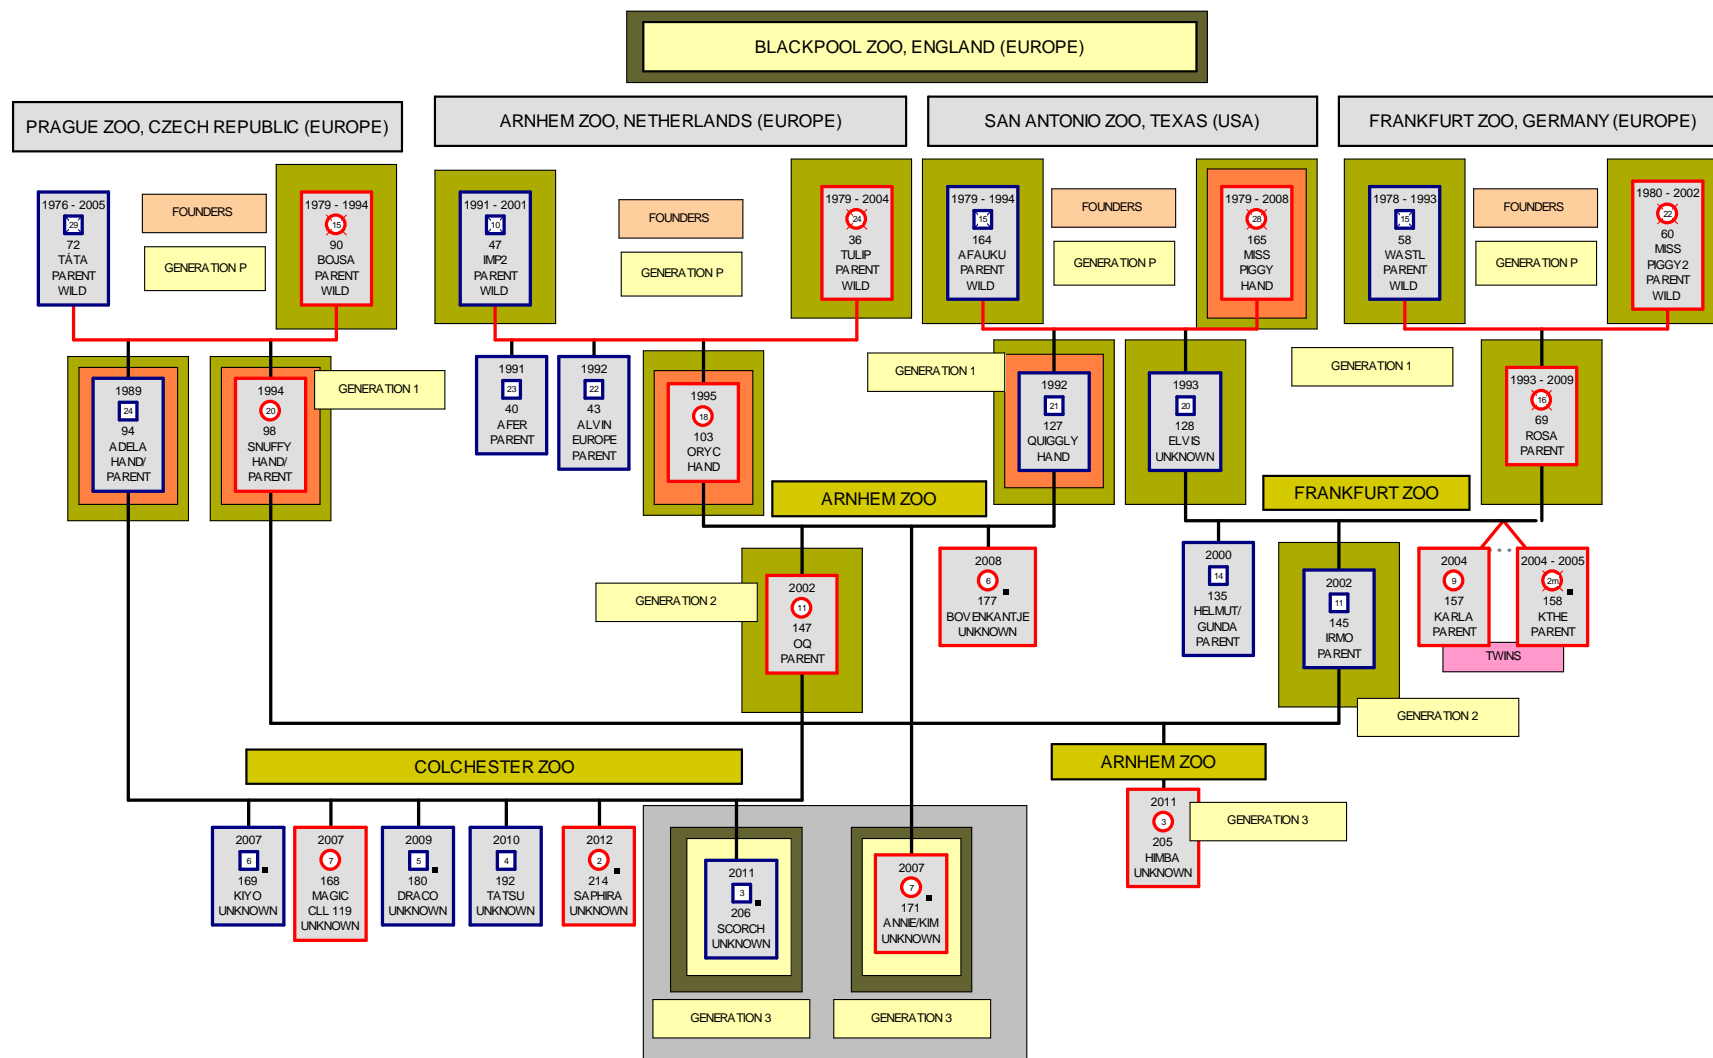 BLACKPOOL ZOO, ENGLAND (EUROPE)
PRAGUE ZOO, CZECH REPUBLIC (EUROPE)
ARNHEM ZOO, NETHERLANDS (EUROPE)
SAN ANTONIO ZOO, TEXAS (USA)
FRANKFURT ZOO, GERMANY (EUROPE)
1976 - 2005
29
72
TÁTA
PARENT
WILD
FOUNDERS
GENERATION P
1979 - 1994
15
90
BOJSA
PARENT
WILD
1991 - 2001
10
47
IMP2
PARENT
WILD
FOUNDERS
GENERATION P
1979 - 2004
24
36
TULIP
PARENT
WILD
1979 - 1994
15
164
AFAUKU
PARENT
WILD
FOUNDERS
GENERATION P
1979 - 2008
28
165
MISS
PIGGY
HAND
1978 - 1993
15
58
WASTL
PARENT
WILD
FOUNDERS
GENERATION P
1980 - 2002
22
60
MISS
PIGGY2
PARENT
WILD
1989
24
94
ADELA
HAND/
PARENT
1994
20
98
SNUFFY
HAND/
PARENT
GENERATION 1
1991
23
40
AFER
PARENT
1992
22
43
ALVIN
EUROPE
PARENT
1995
18
103
ORYC
HAND
GENERATION 1
1992
21
127
QUIGGLY
HAND
1993
20
128
ELVIS
UNKNOWN
GENERATION 1
1993 - 2009
16
69
ROSA
PARENT
ARNHEM ZOO
FRANKFURT ZOO
GENERATION 2
2002
11
147
OQ
PARENT
2008
6
177
BOVENKANTJE
UNKNOWN
2000
14
135
HELMUT/
GUNDA
PARENT
2002
11
145
IRMO
PARENT
2004
9
157
KARLA
PARENT
2004 - 2005
2m
158
KTHE
PARENT
TWINS
GENERATION 2
COLCHESTER ZOO
ARNHEM ZOO
2007
6
169
KIYO
UNKNOWN
2007
7
168
MAGIC
CLL 119
UNKNOWN
2009
5
180
DRACO
UNKNOWN
2010
4
192
TATSU
UNKNOWN
2012
2
214
SAPHIRA
UNKNOWN
2011
3
206
SCORCH
UNKNOWN
2007
7
171
ANNIE/KIM
UNKNOWN
2011
3
205
HIMBA
UNKNOWN
GENERATION 3
GENERATION 3
GENERATION 3